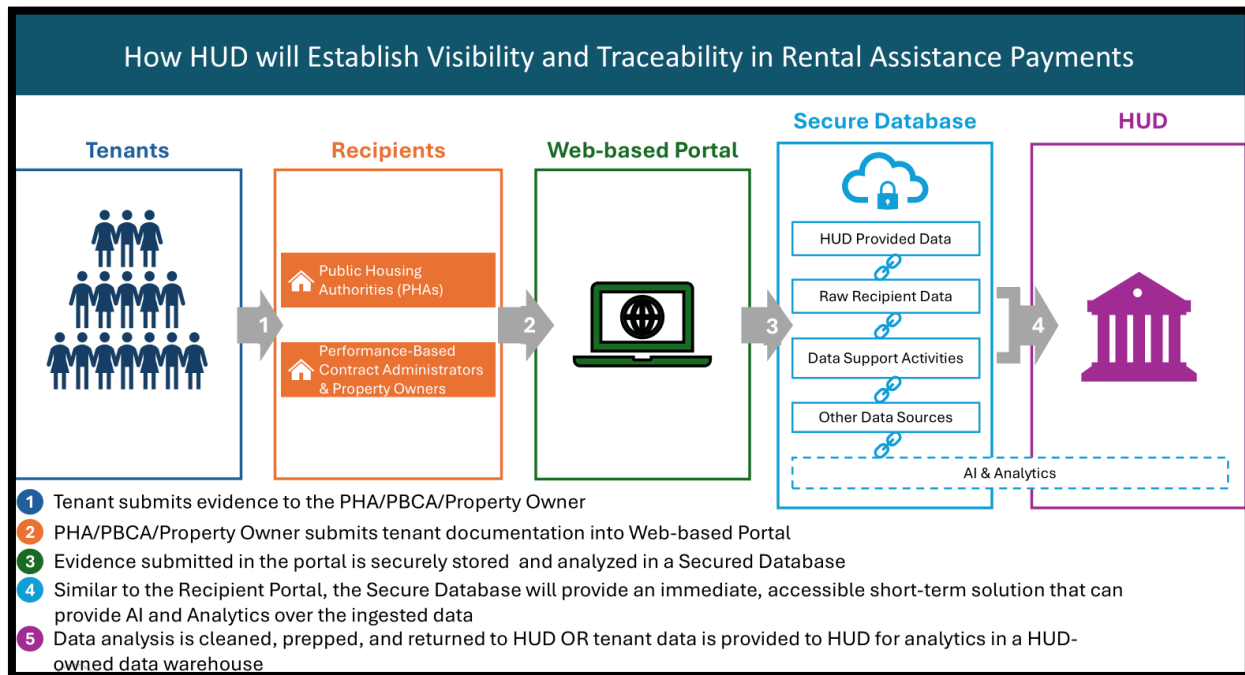 How HUD will Establish Visibility and Traceability in Rental Assistance Payments
Tenants
Recipients
Public Housing
Authorities (PHAs)
Performance-Based
Contract Administrators
& Property Owners
Web-based Portal
Secure Database
HUD Provided Data
Raw Recipient Data
Data Support Activities
Other Data Sources
AI & Analytics
HUD
1
2
3
4
1 Tenant submits evidence to the PHA/PBCA/Property Owner
2 PHA/PBCA/Property Owner submits tenant documentation into Web-based Portal
3 Evidence submitted in the portal is securely stored and analyzed in a Secured Database
4 Similar to the Recipient Portal, the Secure Database will provide an immediate, accessible short-term solution that can
provide AI and Analytics over the ingested data
5 Data analysis is cleaned, prepped, and returned to HUD OR tenant data is provided to HUD for analytics in a HUD-
owned data warehouse